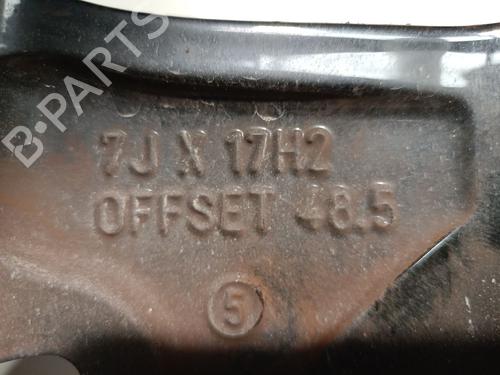 B-PARTS
7J X 17H2
OFFSET 48.5
5